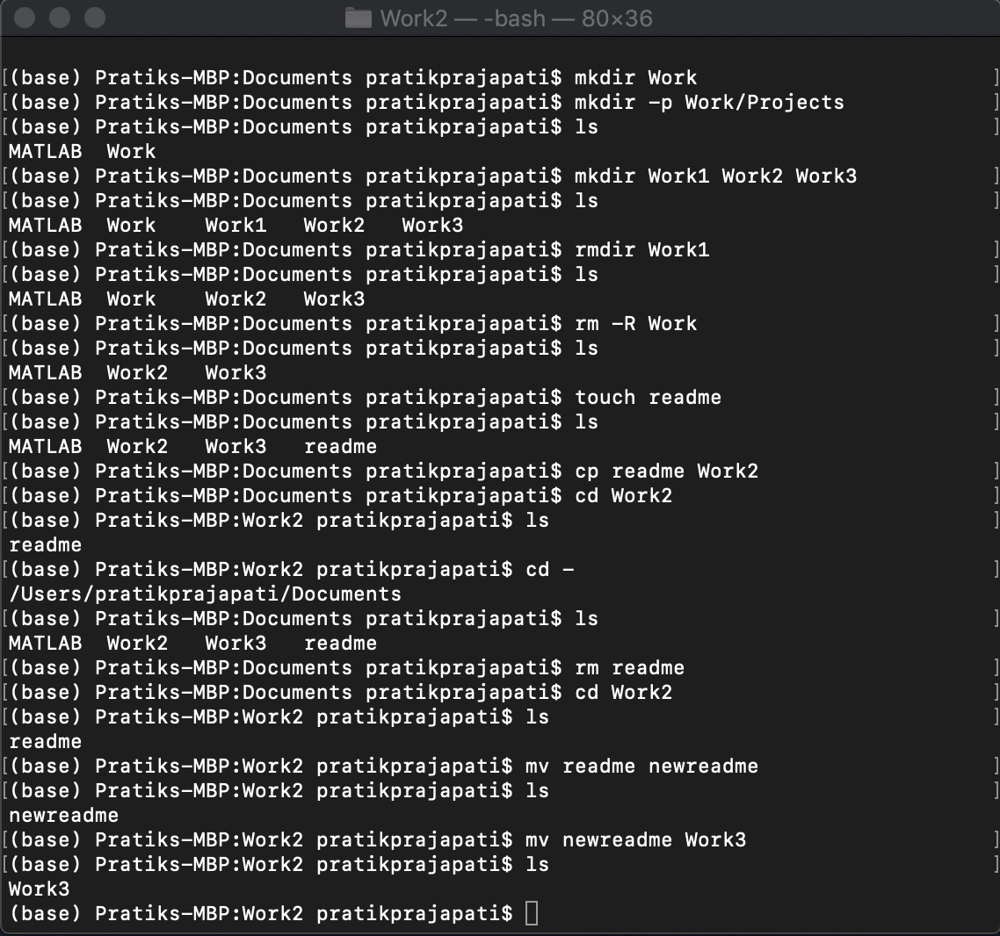 Work2 — -bash — 80×36
[(base) Pratiks-MBP:Documents pratikprajapati$ mkdir Work ]
[(base) Pratiks-MBP:Documents pratikprajapati$ mkdir -p Work/Projects ]
[(base) Pratiks-MBP:Documents pratikprajapati$ ls ]
MATLAB Work
[(base) Pratiks-MBP:Documents pratikprajapati$ mkdir Work1 Work2 Work3 ]
[(base) Pratiks-MBP:Documents pratikprajapati$ ls ]
MATLAB Work Work1 Work2 Work3
[(base) Pratiks-MBP:Documents pratikprajapati$ rmdir Work1 ]
[(base) Pratiks-MBP:Documents pratikprajapati$ ls ]
MATLAB Work Work2 Work3
[(base) Pratiks-MBP:Documents pratikprajapati$ rm -R Work ]
[(base) Pratiks-MBP:Documents pratikprajapati$ ls ]
MATLAB Work2 Work3
[(base) Pratiks-MBP:Documents pratikprajapati$ touch readme ]
[(base) Pratiks-MBP:Documents pratikprajapati$ ls ]
MATLAB Work2 Work3 readme
[(base) Pratiks-MBP:Documents pratikprajapati$ cp readme Work2 ]
[(base) Pratiks-MBP:Documents pratikprajapati$ cd Work2 ]
[(base) Pratiks-MBP:Work2 pratikprajapati$ ls ]
readme
[(base) Pratiks-MBP:Work2 pratikprajapati$ cd - ]
/Users/pratikprajapati/Documents
[(base) Pratiks-MBP:Documents pratikprajapati$ ls ]
MATLAB Work2 Work3 readme
[(base) Pratiks-MBP:Documents pratikprajapati$ rm readme ]
[(base) Pratiks-MBP:Documents pratikprajapati$ cd Work2 ]
[(base) Pratiks-MBP:Work2 pratikprajapati$ ls ]
readme
[(base) Pratiks-MBP:Work2 pratikprajapati$ mv readme newreadme ]
[(base) Pratiks-MBP:Work2 pratikprajapati$ ls ]
newreadme
[(base) Pratiks-MBP:Work2 pratikprajapati$ mv newreadme Work3 ]
[(base) Pratiks-MBP:Work2 pratikprajapati$ ls ]
Work3
(base) Pratiks-MBP:Work2 pratikprajapati$